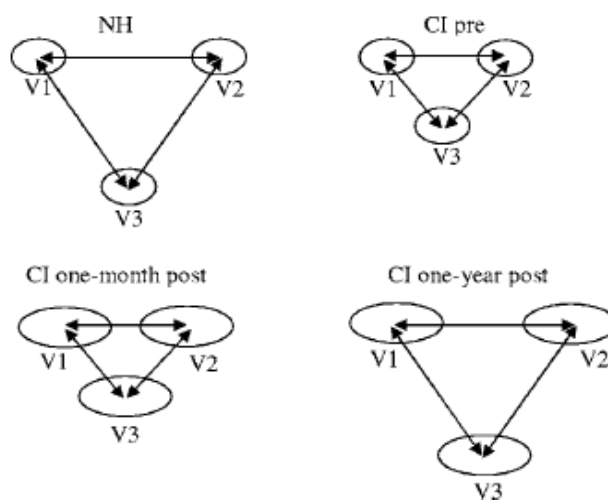 NH
V1
V2
V3
CI pre
V1
V2
V3
CI one-month post
V1
V2
V3
CI one-year post
V1
V2
V3